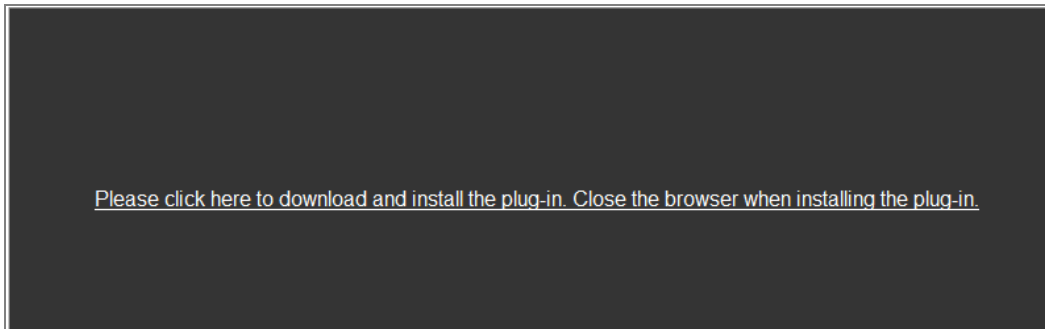 Please click here to download and install the plug-in. Close the browser when installing the plug-in.